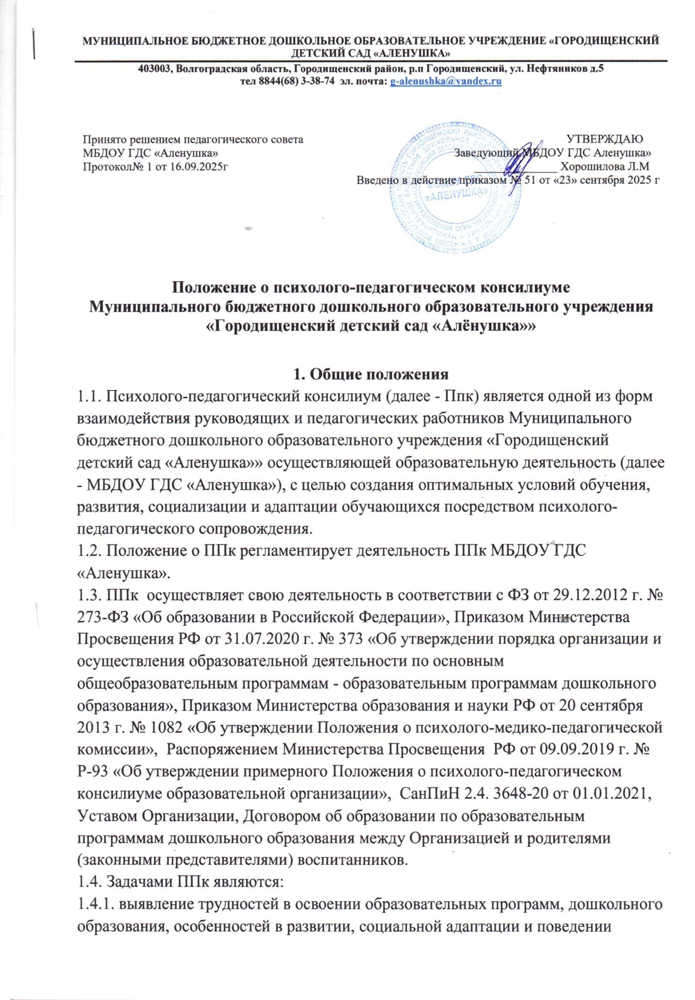 МУНИЦИПАЛЬНОЕ БЮДЖЕТНОЕ ДОШКОЛЬНОЕ ОБРАЗОВАТЕЛЬНОЕ УЧРЕЖДЕНИЕ «ГОРОДИЩЕНСКИЙ
ДЕТСКИЙ САД «АЛЕНУШКА»
403003, Волгоградская область, Городищенский район, р.п Городищенский, ул. Нефтяников д.5
тел 8844(68) 3-38-74 эл. почта: g-alenushka@yandex.ru
Принято решением педагогического совета
МБДОУ ГДС «Аленушка»
Протокол№ 1 от 16.09.2025г
УТВЕРЖДАЮ
Заведующий МБДОУ ГДС Аленушка»
______________ Хорошилова Л.М
Введено в действие приказом № 51 от «23» сентября 2025 г
МБДОУ ГДС
«АЛЕНУШКА»
Положение о психолого-педагогическом консилиуме
Муниципального бюджетного дошкольного образовательного учреждения
«Городищенский детский сад «Алёнушка»»
1. Общие положения
1.1. Психолого-педагогический консилиум (далее - Ппк) является одной из форм
взаимодействия руководящих и педагогических работников Муниципального
бюджетного дошкольного образовательного учреждения «Городищенский
детский сад «Аленушка»» осуществляющей образовательную деятельность (далее
- МБДОУ ГДС «Аленушка»), с целью создания оптимальных условий обучения,
развития, социализации и адаптации обучающихся посредством психолого-
педагогического сопровождения.
1.2. Положение о ППк регламентирует деятельность ППк МБДОУ ГДС
«Аленушка».
1.3. ППк осуществляет свою деятельность в соответствии с ФЗ от 29.12.2012 г. №
273-ФЗ «Об образовании в Российской Федерации», Приказом Министерства
Просвещения РФ от 31.07.2020 г. № 373 «Об утверждении порядка организации и
осуществления образовательной деятельности по основным
общеобразовательным программам - образовательным программам дошкольного
образования», Приказом Министерства образования и науки РФ от 20 сентября
2013 г. № 1082 «Об утверждении Положения о психолого-медико-педагогической
комиссии», Распоряжением Министерства Просвещения РФ от 09.09.2019 г. №
Р-93 «Об утверждении примерного Положения о психолого-педагогическом
консилиуме образовательной организации», СанПиН 2.4. 3648-20 от 01.01.2021,
Уставом Организации, Договором об образовании по образовательным
программам дошкольного образования между Организацией и родителями
(законными представителями) воспитанников.
1.4. Задачами ППк являются:
1.4.1. выявление трудностей в освоении образовательных программ, дошкольного
образования, особенностей в развитии, социальной адаптации и поведении